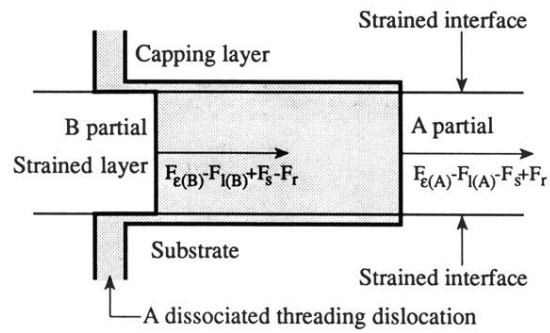 Strained interface
Capping layer
B partial
A partial
Strained layer
F_ε(B)-F_l(B)+F_s-F_r
F_ε(A)-F_l(A)-F_s+F_r
Substrate
Strained interface
A dissociated threading dislocation